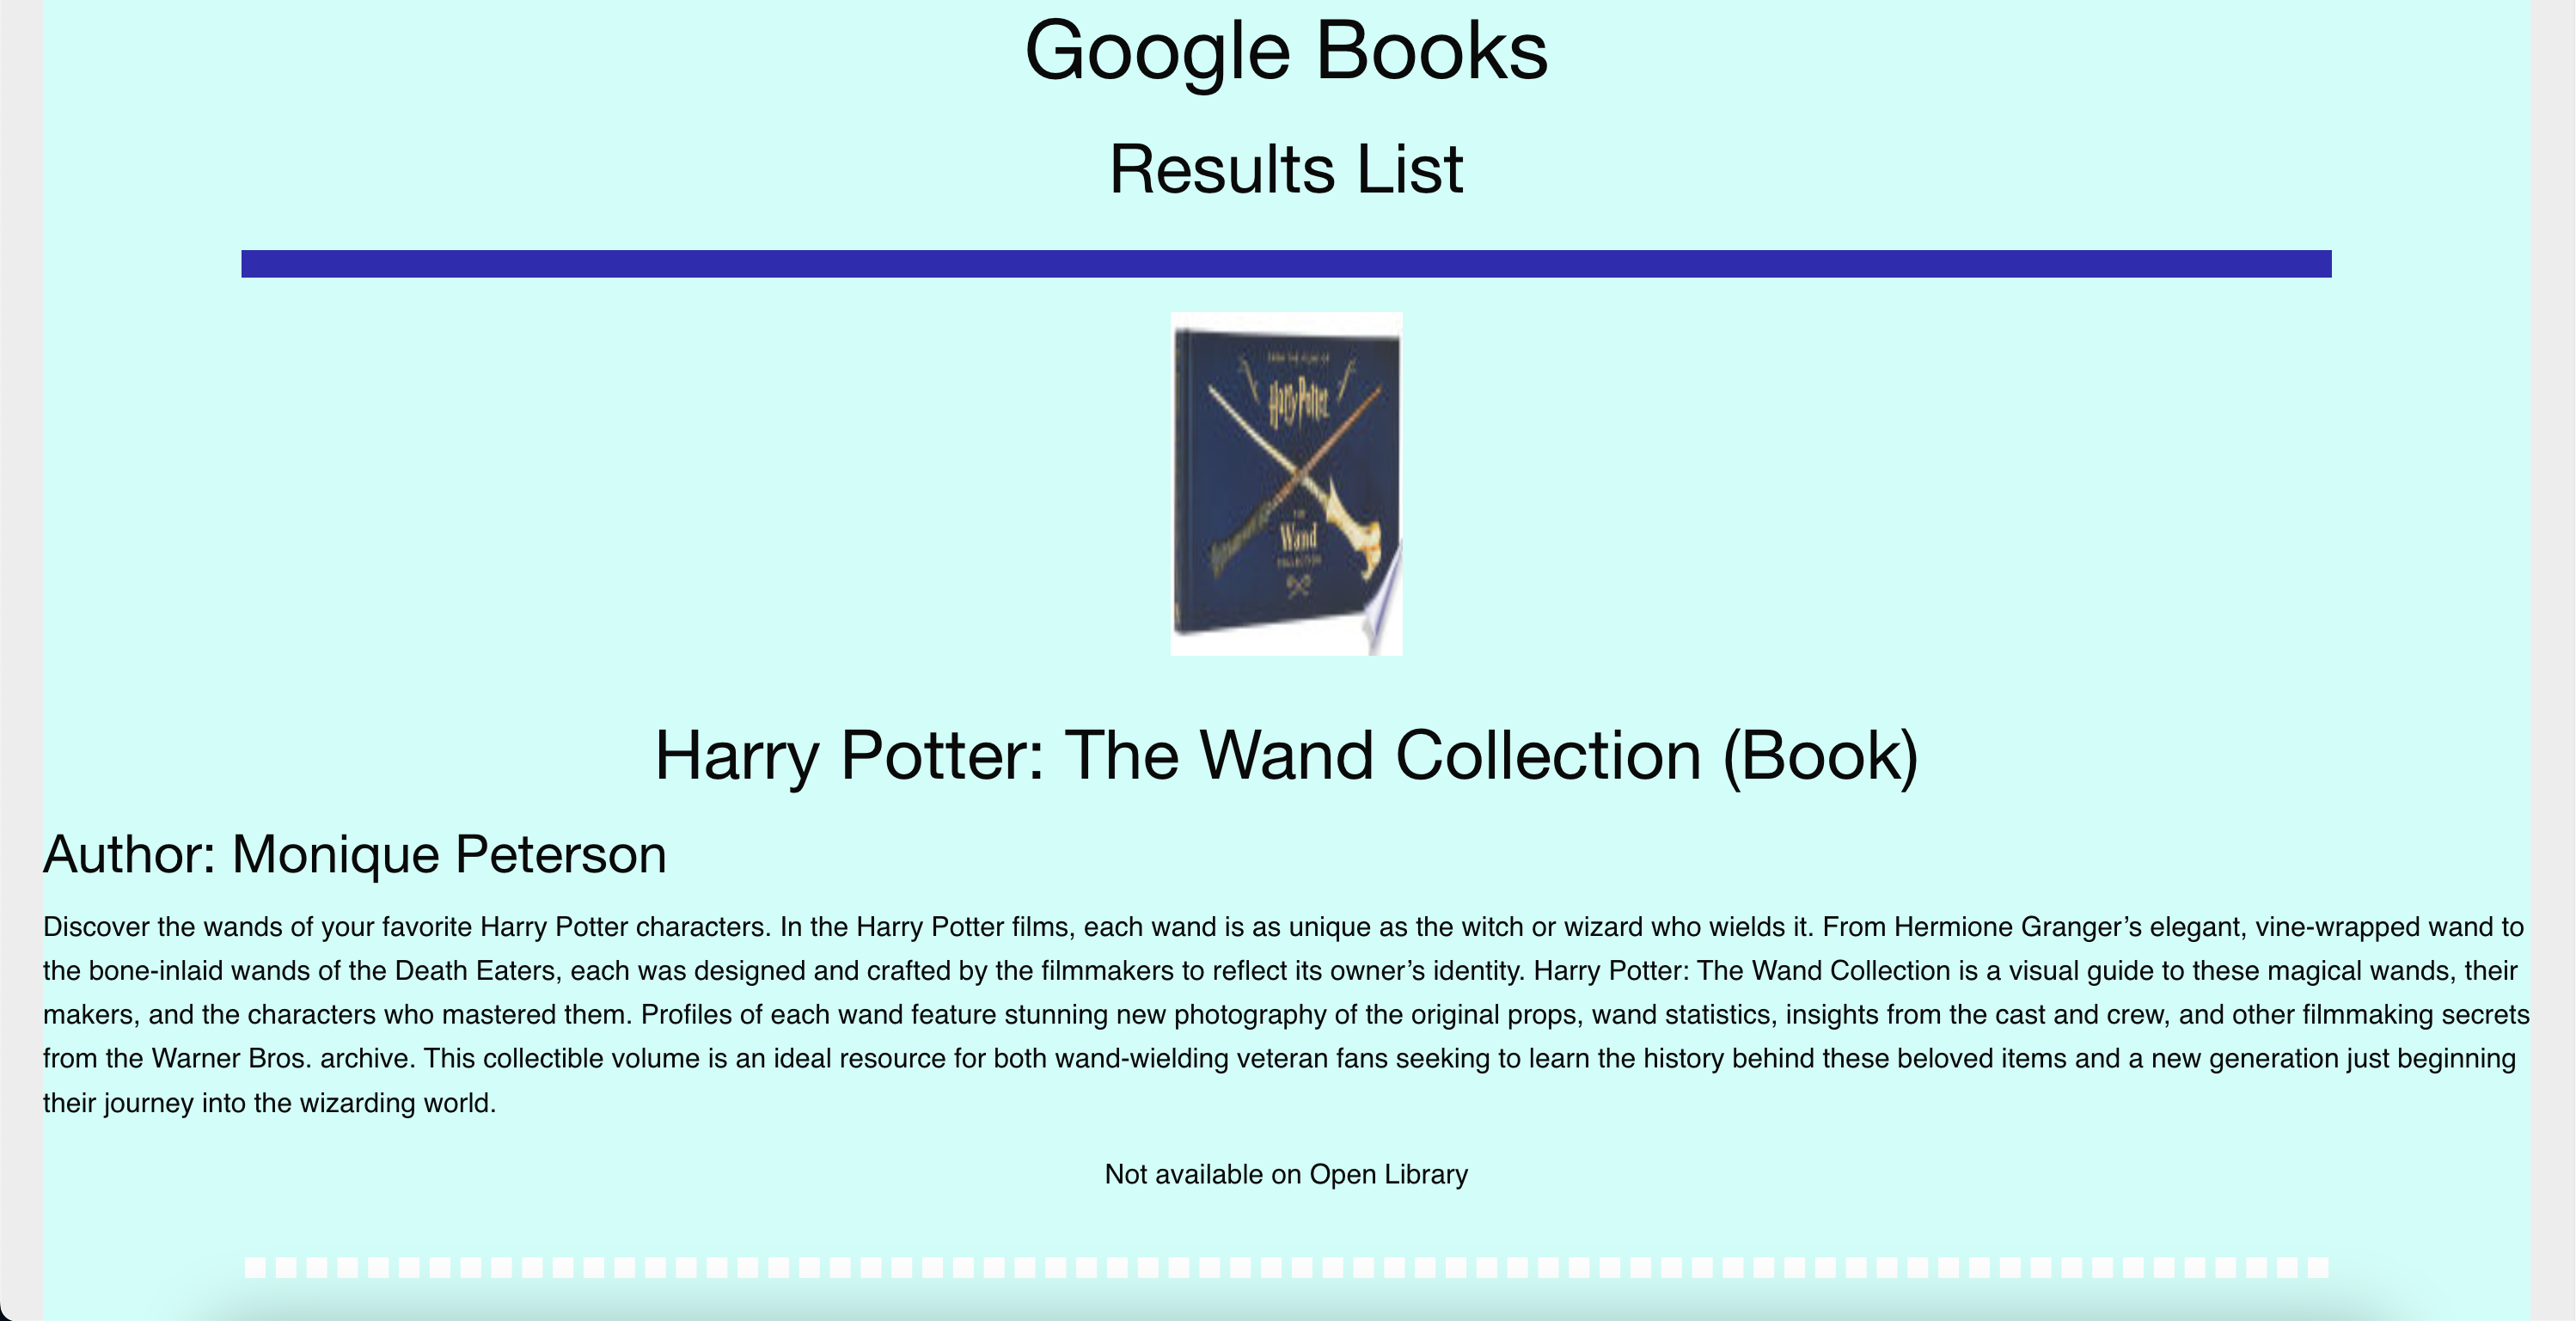 Google Books
Results List
Harry Potter
THE
Wand
COLLECTION
Harry Potter: The Wand Collection (Book)
Author: Monique Peterson
Discover the wands of your favorite Harry Potter characters. In the Harry Potter films, each wand is as unique as the witch or wizard who wields it. From Hermione Granger’s elegant, vine-wrapped wand to
the bone-inlaid wands of the Death Eaters, each was designed and crafted by the filmmakers to reflect its owner’s identity. Harry Potter: The Wand Collection is a visual guide to these magical wands, their
makers, and the characters who mastered them. Profiles of each wand feature stunning new photography of the original props, wand statistics, insights from the cast and crew, and other filmmaking secrets
from the Warner Bros. archive. This collectible volume is an ideal resource for both wand-wielding veteran fans seeking to learn the history behind these beloved items and a new generation just beginning
their journey into the wizarding world.
Not available on Open Library